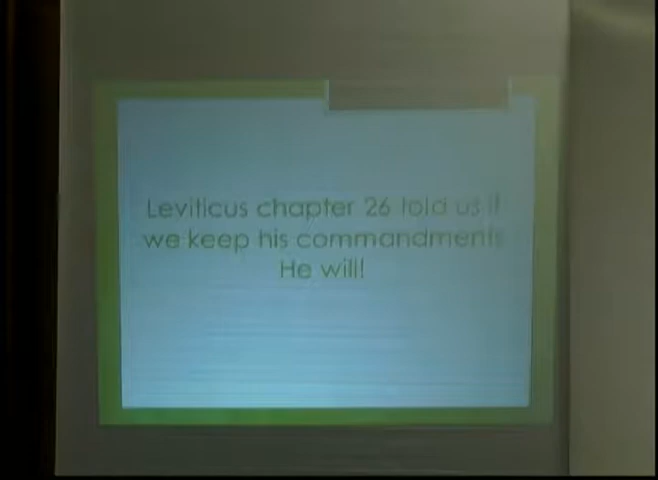 Leviticus chapter 26 told us if
we keep his commandments
He will!